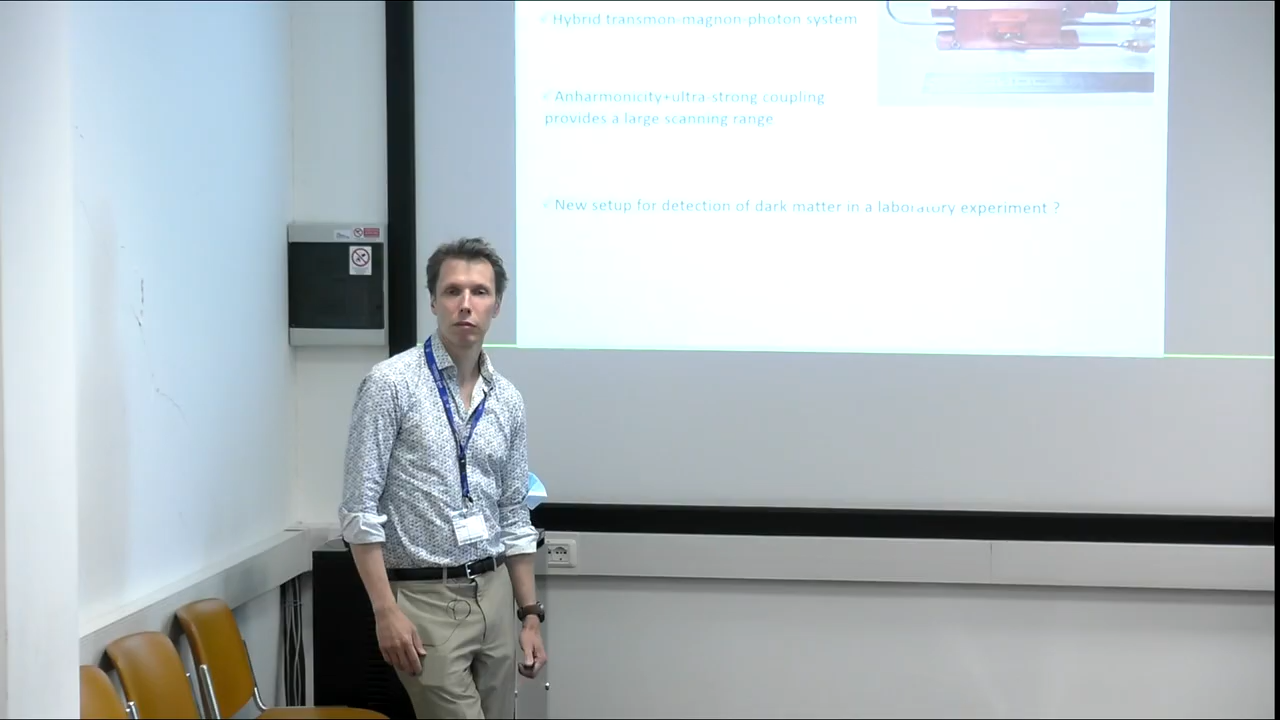 Hybrid transmon-magnon-photon system
Anharmonicity+ultra-strong coupling
provides a large scanning range
New setup for detection of dark matter in a laboratory experiment ?